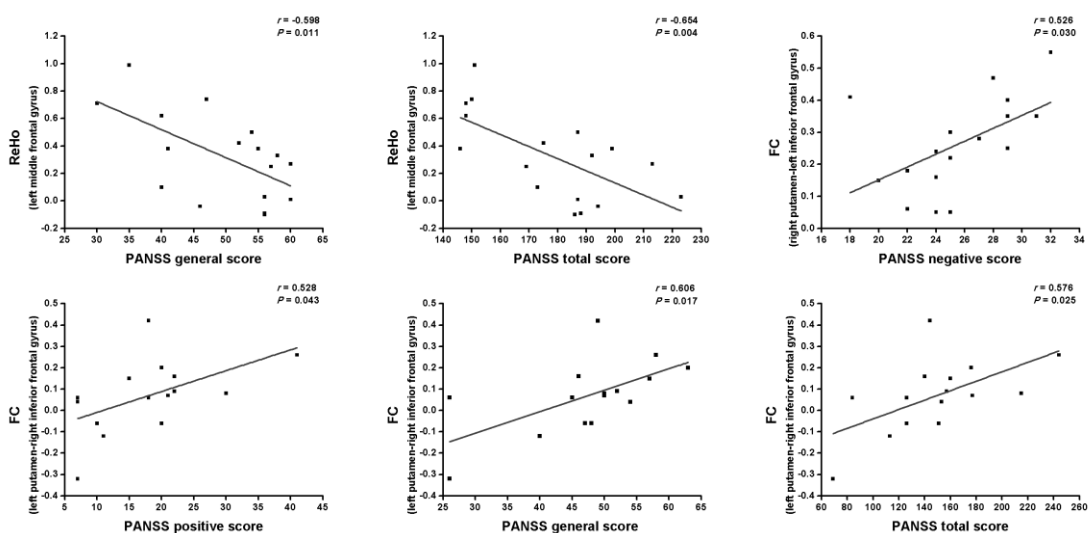 r = -0.598
P = 0.011
1.2
1.0
0.8
0.6
0.4
0.2
0.0
-0.2
ReHo
(left middle frontal gyrus)
25 30 35 40 45 50 55 60 65
PANSS general score
r = -0.654
P = 0.004
1.2
1.0
0.8
0.6
0.4
0.2
0.0
-0.2
ReHo
(left middle frontal gyrus)
140 150 160 170 180 190 200 210 220 230
PANSS total score
r = 0.526
P = 0.030
0.6
0.5
0.4
0.3
0.2
0.1
0.0
FC
(right putamen-left inferior frontal gyrus)
16 18 20 22 24 26 28 30 32 34
PANSS negative score
r = 0.528
P = 0.043
0.5
0.4
0.3
0.2
0.1
0.0
-0.1
-0.2
-0.3
-0.4
FC
(left putamen-right inferior frontal gyrus)
5 10 15 20 25 30 35 40 45
PANSS positive score
r = 0.606
P = 0.017
0.5
0.4
0.3
0.2
0.1
0.0
-0.1
-0.2
-0.3
-0.4
FC
(left putamen-right inferior frontal gyrus)
25 30 35 40 45 50 55 60 65
PANSS general score
r = 0.576
P = 0.025
0.5
0.4
0.3
0.2
0.1
0.0
-0.1
-0.2
-0.3
-0.4
FC
(left putamen-right inferior frontal gyrus)
60 80 100 120 140 160 180 200 220 240 260
PANSS total score